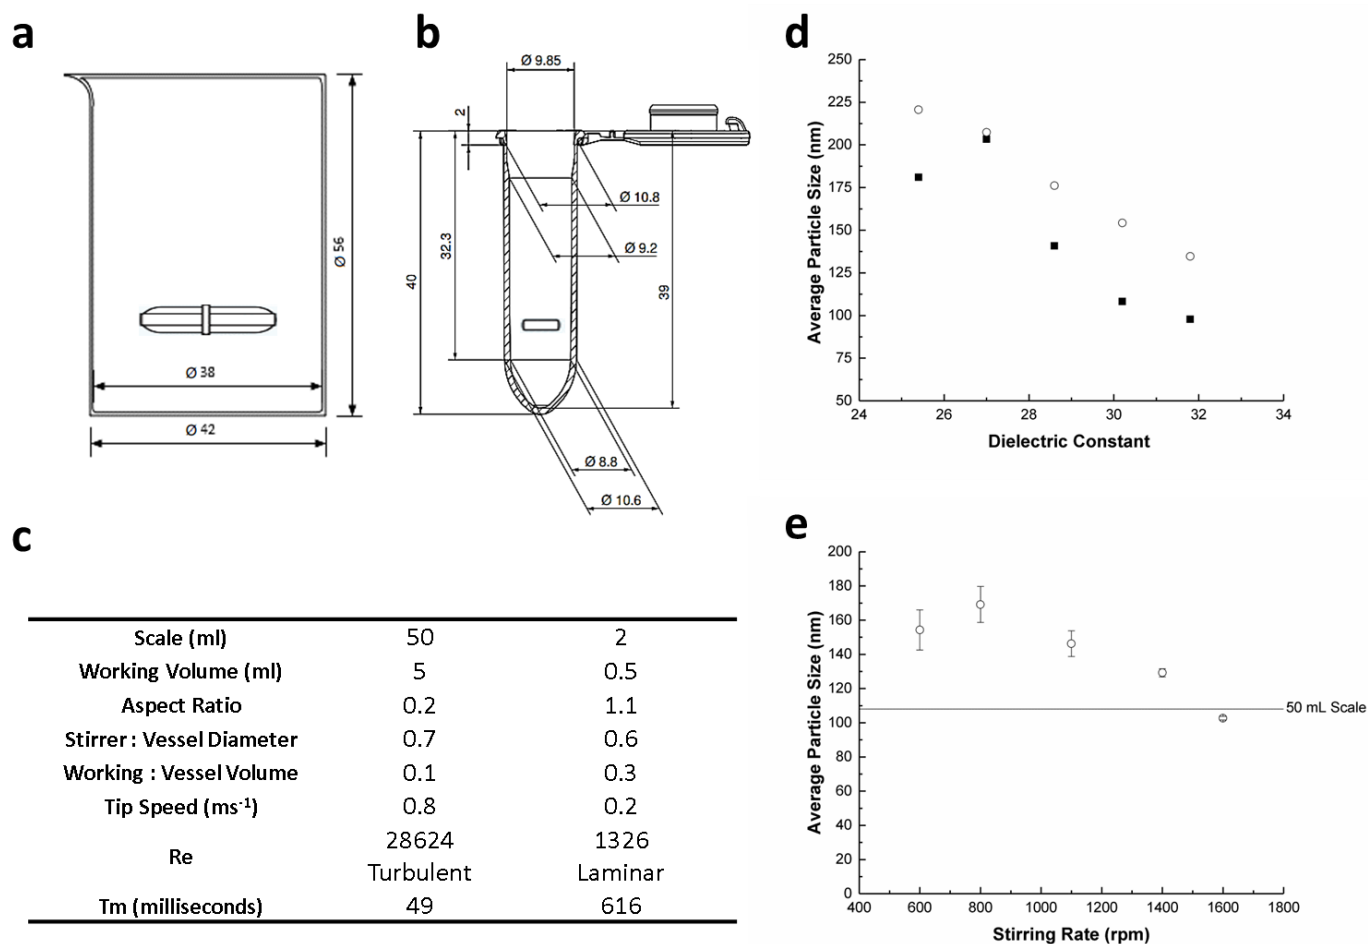 a
Ø 38
Ø 42
Ø 56
b
Ø 9.85
2
Ø 10.8
Ø 9.2
32.3
40
39
Ø 8.8
Ø 10.6
c
Scale (ml) 50 2
Working Volume (ml) 5 0.5
Aspect Ratio 0.2 1.1
Stirrer : Vessel Diameter 0.7 0.6
Working : Vessel Volume 0.1 0.3
Tip Speed (ms-1) 0.8 0.2
Re 28624 1326
Turbulent Laminar
Tm (milliseconds) 49 616
d
Average Particle Size (nm)
250
225
200
175
150
125
100
75
50
24 26 28 30 32 34
Dielectric Constant
e
Average Particle Size (nm)
200
180
160
140
120
100
80
60
40
20
0
50 mL Scale
400 600 800 1000 1200 1400 1600 1800
Stirring Rate (rpm)